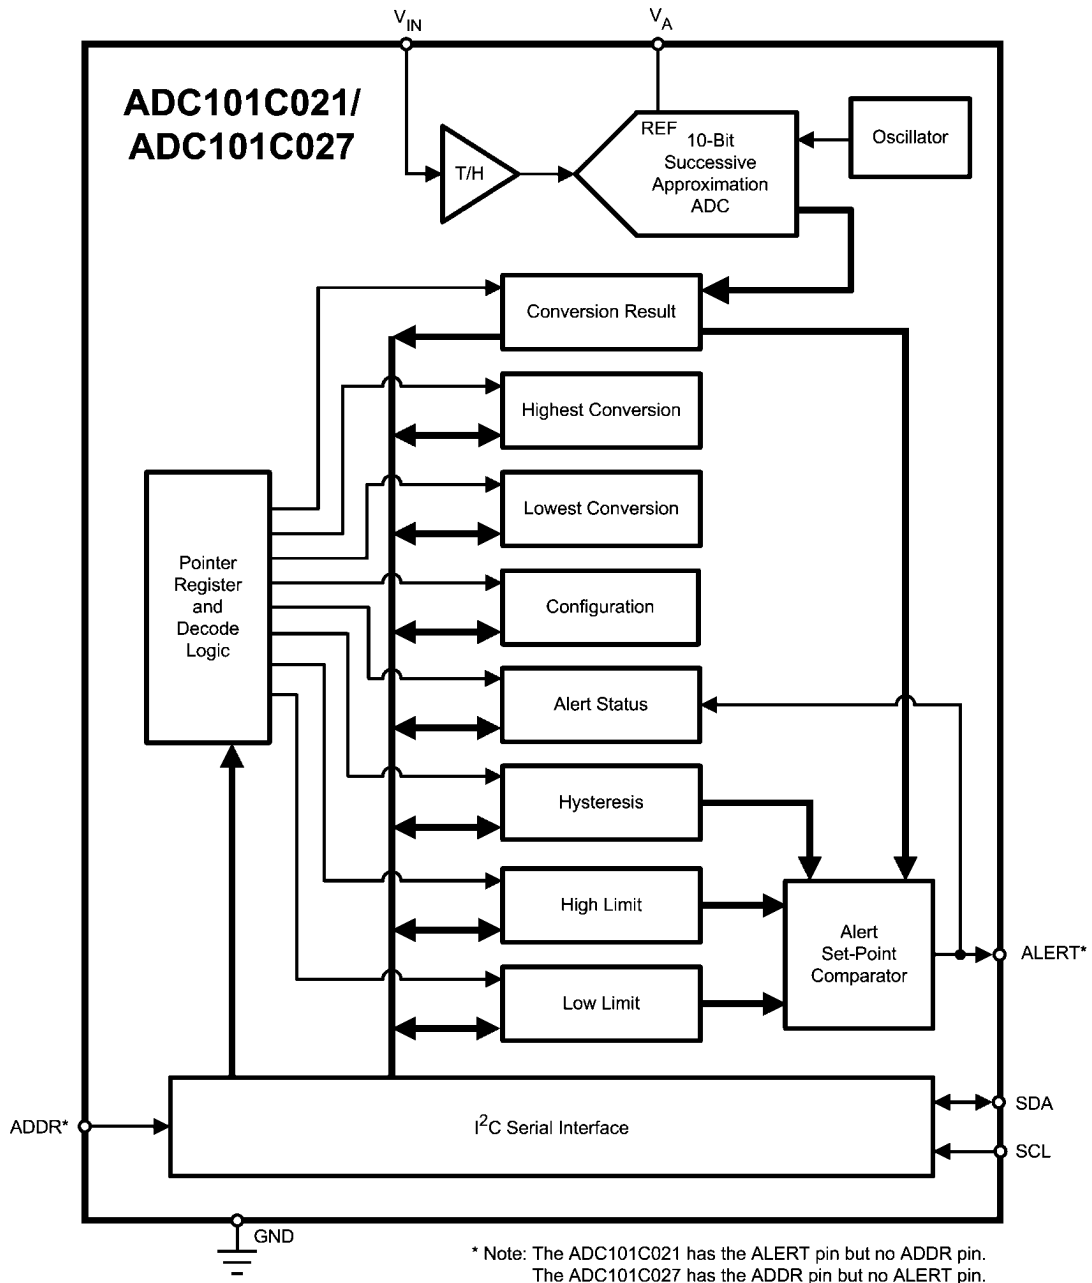 V_IN
V_A
ADC101C021/
ADC101C027
T/H
REF
10-Bit
Successive
Approximation
ADC
Oscillator
Conversion Result
Highest Conversion
Lowest Conversion
Pointer
Register
and
Decode
Logic
Configuration
Alert Status
Hysteresis
High Limit
Alert
Set-Point
Comparator
ALERT*
Low Limit
ADDR*
I²C Serial Interface
SDA
SCL
GND
* Note: The ADC101C021 has the ALERT pin but no ADDR pin.
The ADC101C027 has the ADDR pin but no ALERT pin.